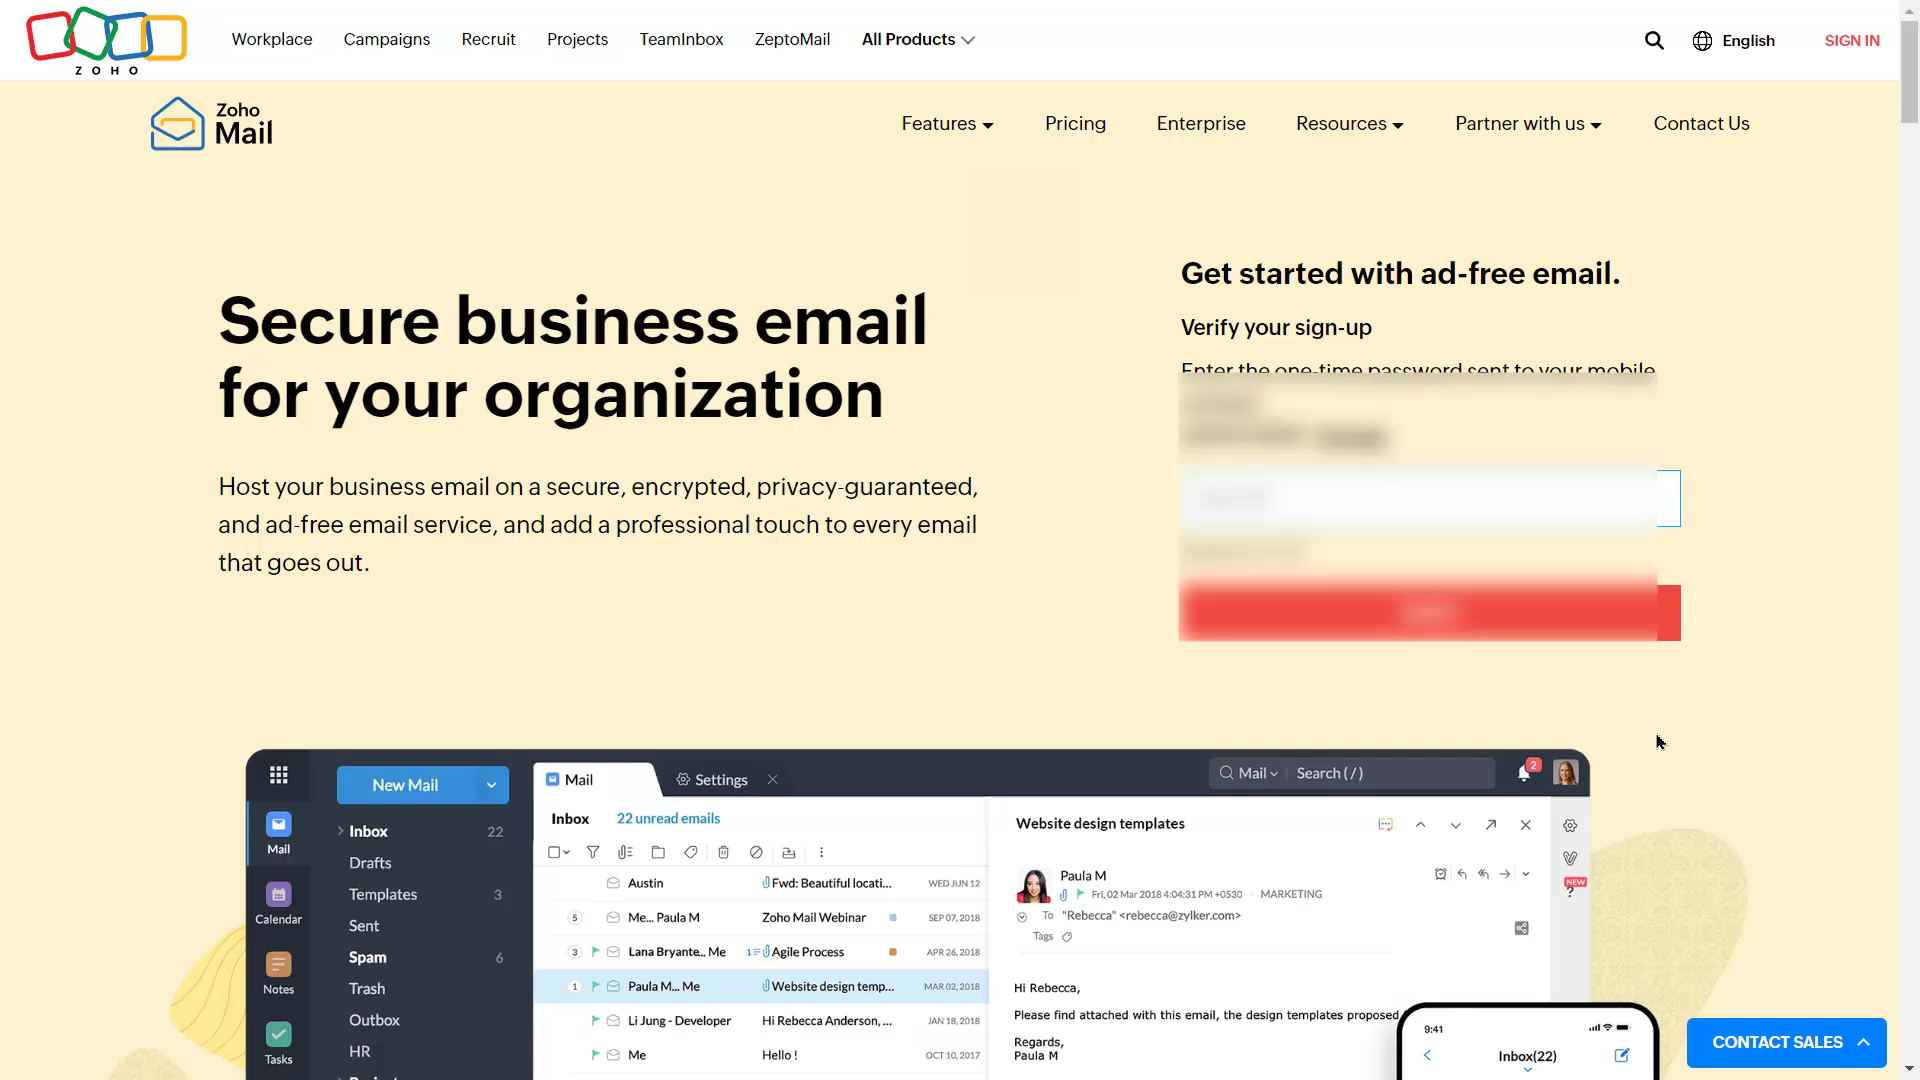 ZOHO
Workplace
Campaigns
Recruit
Projects
TeamInbox
ZeptoMail
All Products
English
SIGN IN
Zoho
Mail
Features
Pricing
Enterprise
Resources
Partner with us
Contact Us
Secure business email
for your organization
Host your business email on a secure, encrypted, privacy-guaranteed,
and ad-free email service, and add a professional touch to every email
that goes out.
Get started with ad-free email.
Verify your sign-up
Enter the one-time password sent to your mobile
New Mail
Mail
Calendar
Notes
Tasks
Inbox 22
Drafts
Templates 3
Sent
Spam 6
Trash
Outbox
HR
Mail
Settings
Mail
Search ( / )
2
Inbox
22 unread emails
Austin Fwd: Beautiful locati... WED JUN 12
5 Me... Paula M Zoho Mail Webinar SEP 07, 2018
3 Lana Bryante... Me 1 Agile Process APR 26, 2018
1 Paula M... Me Website design temp... MAR 02, 2018
Li Jung - Developer Hi Rebecca Anderson, ... JAN 18, 2018
Me Hello ! OCT 10, 2017
Website design templates
Paula M
Fri, 02 Mar 2018 4:04:31 PM +0530 · MARKETING
To "Rebecca" <rebecca@zylker.com>
Tags
Hi Rebecca,
Please find attached with this email, the design templates proposed
Regards,
Paula M
NEW
?
9:41
Inbox(22)
CONTACT SALES